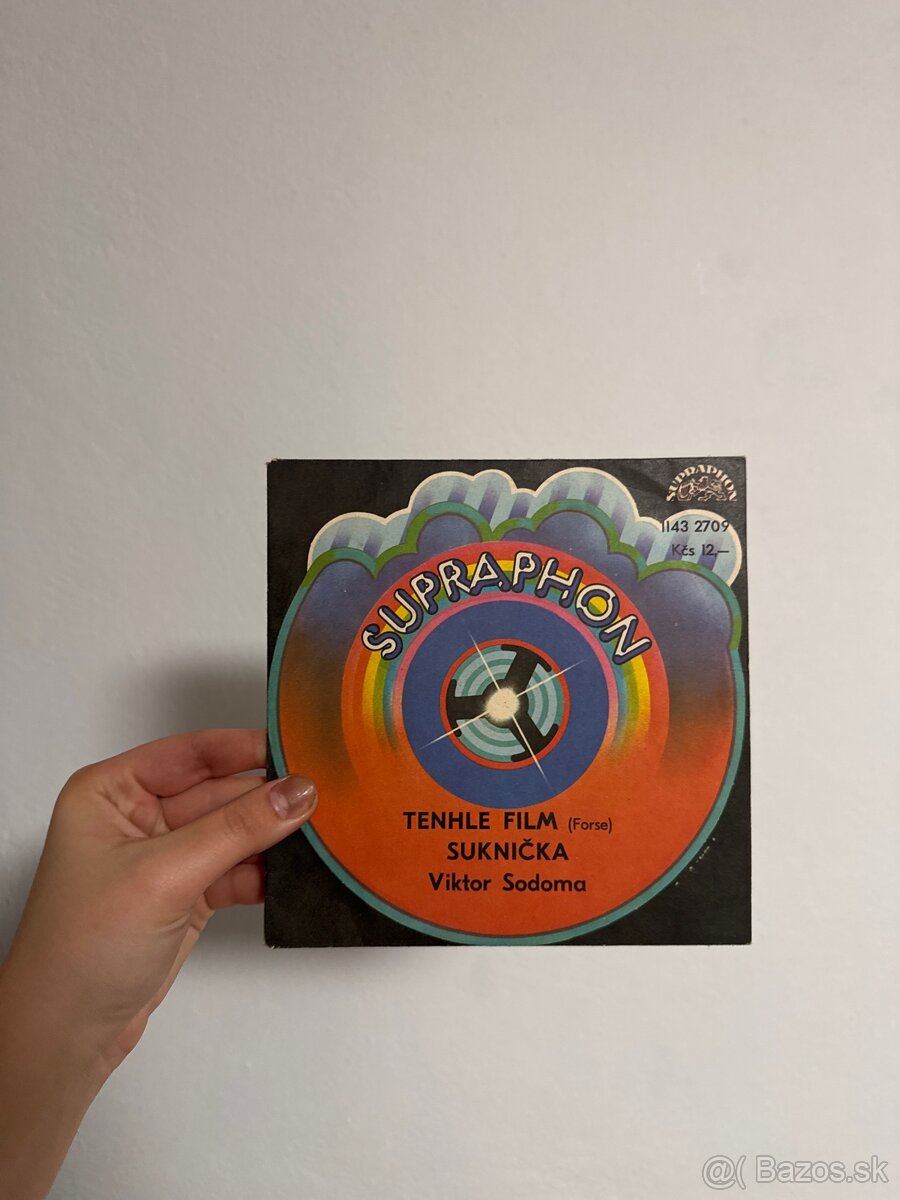 SUPRAPHON
1143 2709
Kčs 12,—
SUPRAPHON
TENHLE FILM (Forse)
SUKNIČKA
Viktor Sodoma
@( Bazos.sk